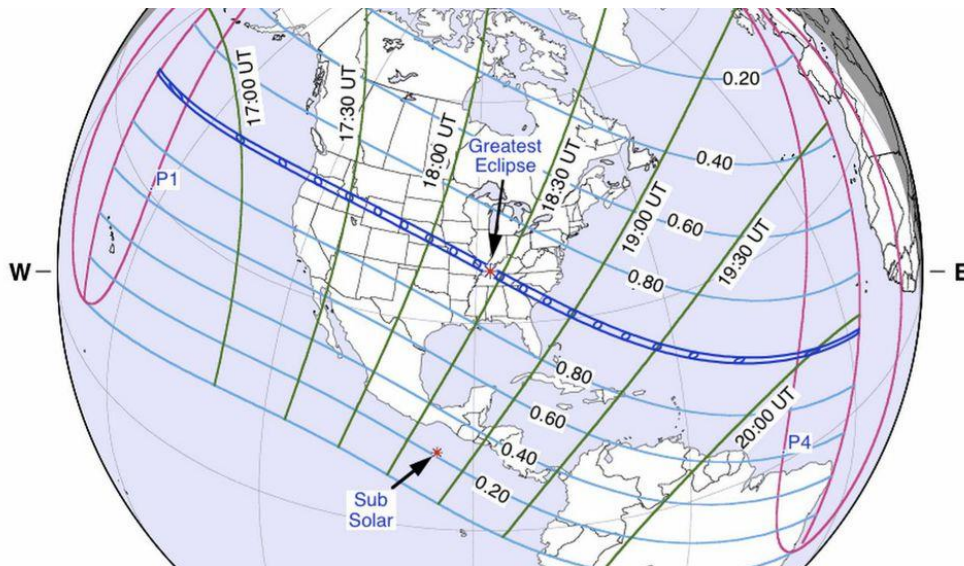 17:00 UT
17:30 UT
18:00 UT
Greatest
Eclipse
18:30 UT
19:00 UT
19:30 UT
20:00 UT
0.20
0.40
0.60
0.80
P1
W
E
0.80
0.60
0.40
0.20
P4
Sub
Solar